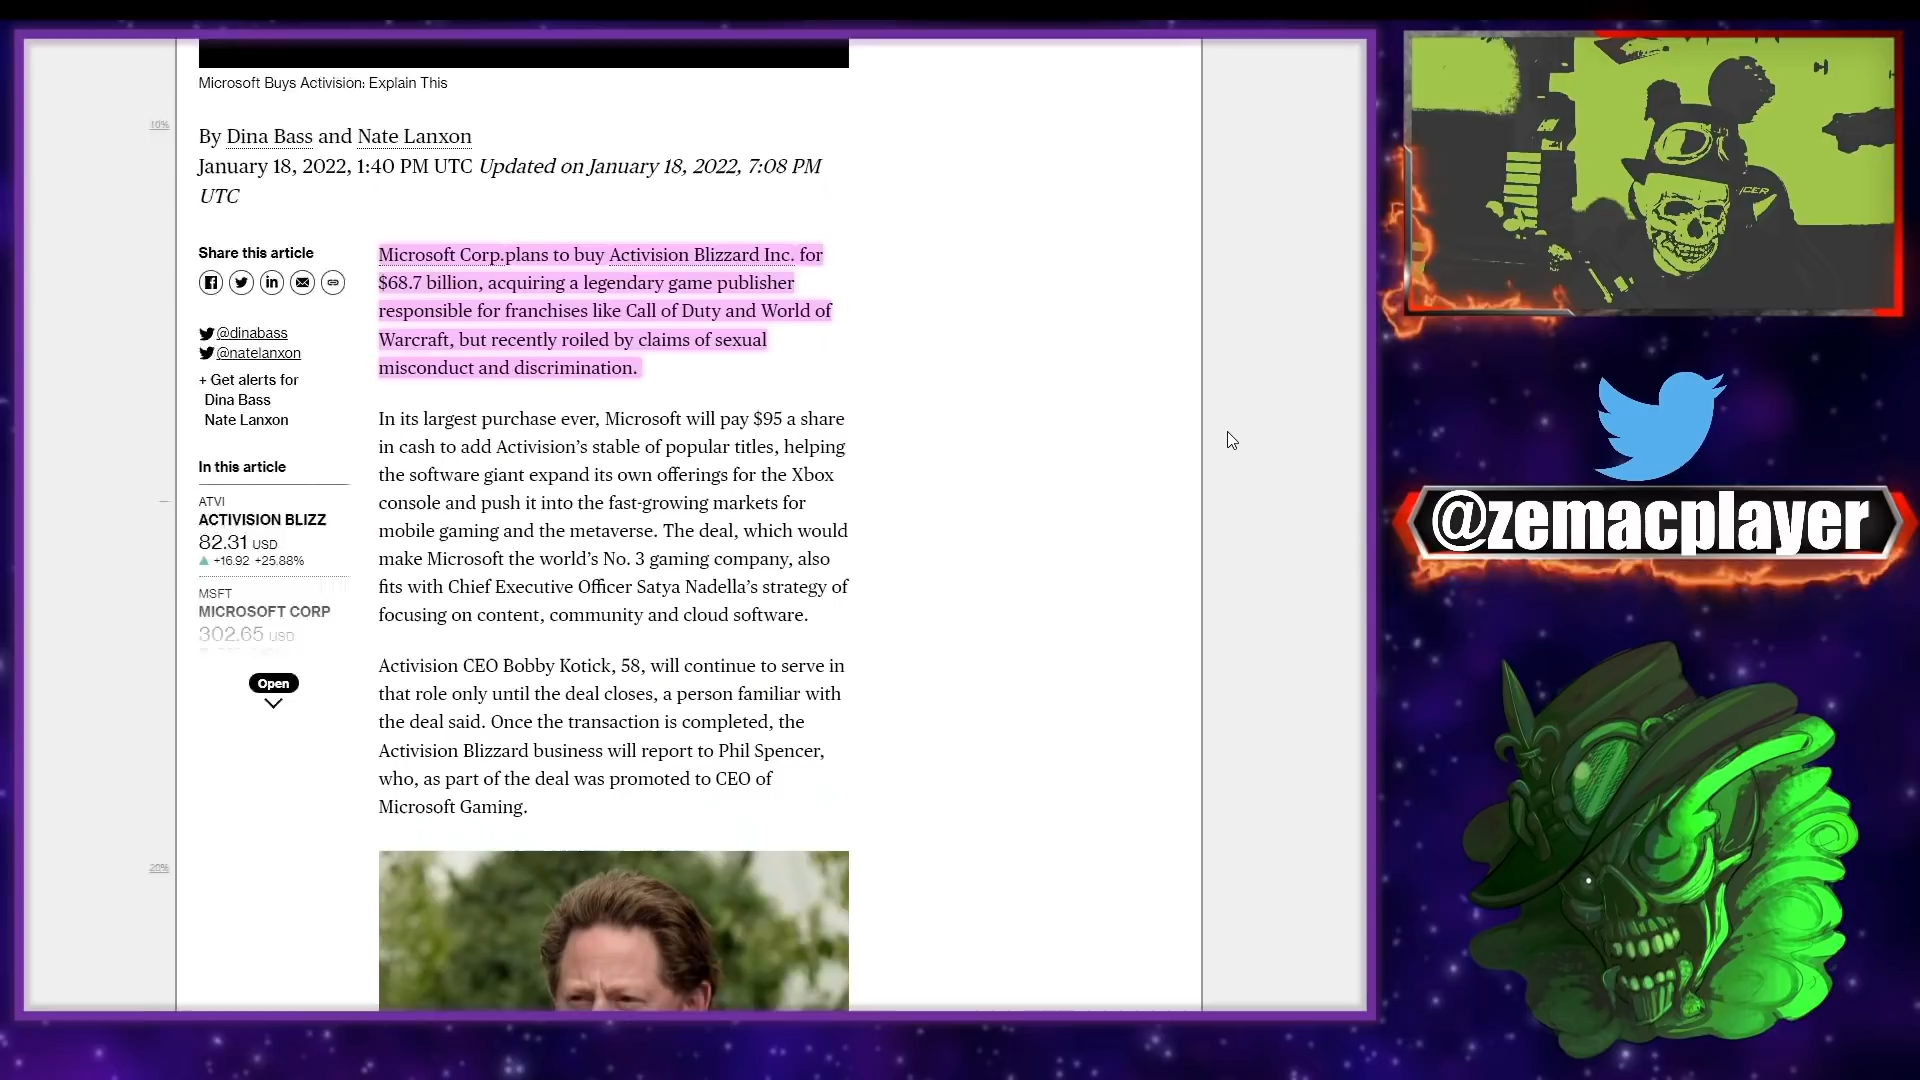 Microsoft Buys Activision: Explain This
10%
By Dina Bass and Nate Lanxon
January 18, 2022, 1:40 PM UTC Updated on January 18, 2022, 7:08 PM
UTC
Share this article
@dinabass
@natelanxon
+ Get alerts for
Dina Bass
Nate Lanxon
In this article
ATVI
ACTIVISION BLIZZ
82.31 USD
+16.92 +25.88%
MSFT
MICROSOFT CORP
302.65 USD
Open
Microsoft Corp.plans to buy Activision Blizzard Inc. for
$68.7 billion, acquiring a legendary game publisher
responsible for franchises like Call of Duty and World of
Warcraft, but recently roiled by claims of sexual
misconduct and discrimination.
In its largest purchase ever, Microsoft will pay $95 a share
in cash to add Activision’s stable of popular titles, helping
the software giant expand its own offerings for the Xbox
console and push it into the fast-growing markets for
mobile gaming and the metaverse. The deal, which would
make Microsoft the world’s No. 3 gaming company, also
fits with Chief Executive Officer Satya Nadella’s strategy of
focusing on content, community and cloud software.
Activision CEO Bobby Kotick, 58, will continue to serve in
that role only until the deal closes, a person familiar with
the deal said. Once the transaction is completed, the
Activision Blizzard business will report to Phil Spencer,
who, as part of the deal was promoted to CEO of
Microsoft Gaming.
20%
@zemacplayer